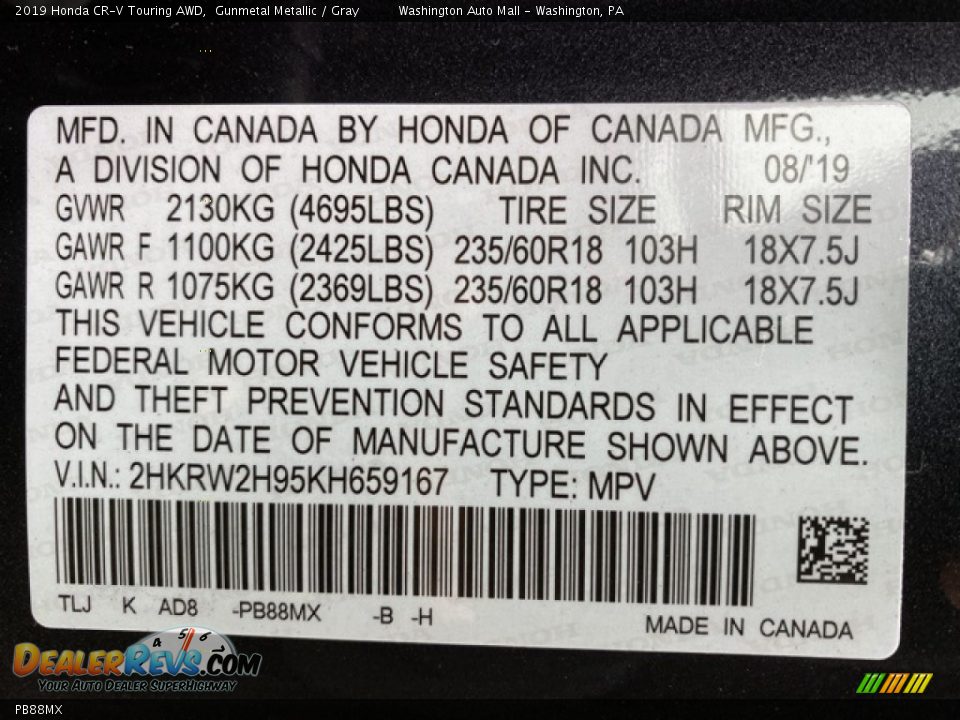 2019 Honda CR-V Touring AWD, Gunmetal Metallic / Gray Washington Auto Mall - Washington, PA
MFD. IN CANADA BY HONDA OF CANADA MFG.,
A DIVISION OF HONDA CANADA INC. 08/'19
GVWR 2130KG (4695LBS) TIRE SIZE RIM SIZE
GAWR F 1100KG (2425LBS) 235/60R18 103H 18X7.5J
GAWR R 1075KG (2369LBS) 235/60R18 103H 18X7.5J
THIS VEHICLE CONFORMS TO ALL APPLICABLE
FEDERAL MOTOR VEHICLE SAFETY
AND THEFT PREVENTION STANDARDS IN EFFECT
ON THE DATE OF MANUFACTURE SHOWN ABOVE.
V.I.N.: 2HKRW2H95KH659167 TYPE: MPV
TLJ K AD8 -PB88MX -B -H
MADE IN CANADA
4 5 6
DEALERREVS.COM
YOUR AUTO DEALER SUPERHIGHWAY
PB88MX